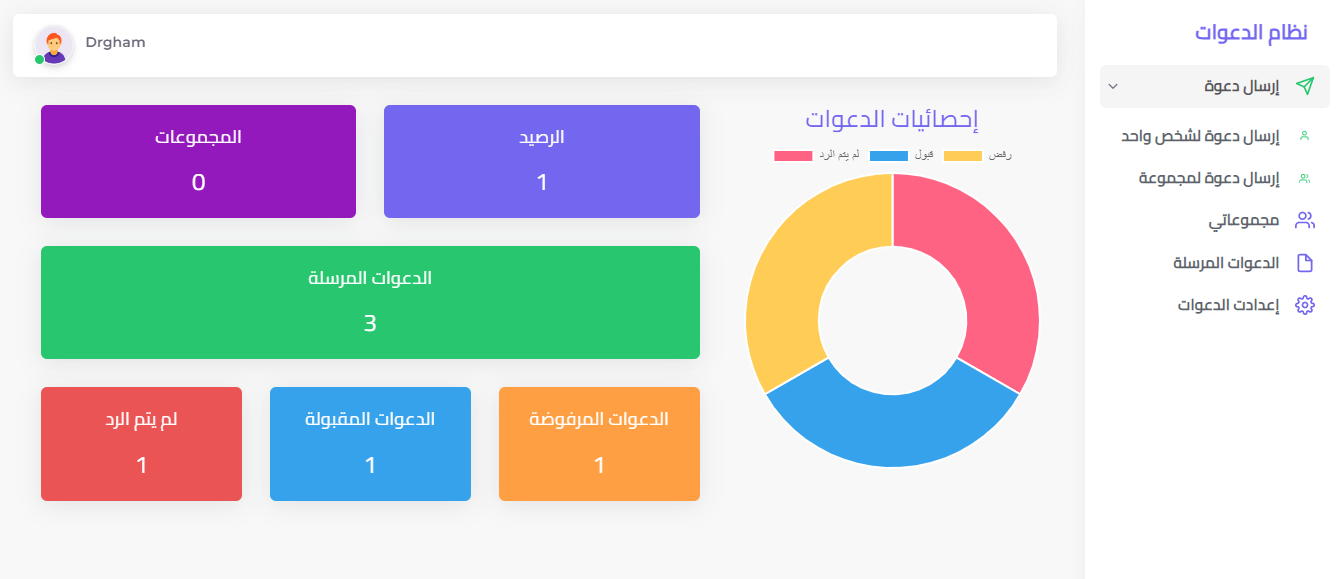 نظام الدعوات
إرسال دعوة
إرسال دعوة لشخص واحد
إرسال دعوة لمجموعة
مجموعاتي
الدعوات المرسلة
إعدادت الدعوات
Drgham
إحصائيات الدعوات
رفض
قبول
لم يتم الرد
الرصيد
1
المجموعات
0
الدعوات المرسلة
3
الدعوات المرفوضة
1
الدعوات المقبولة
1
لم يتم الرد
1